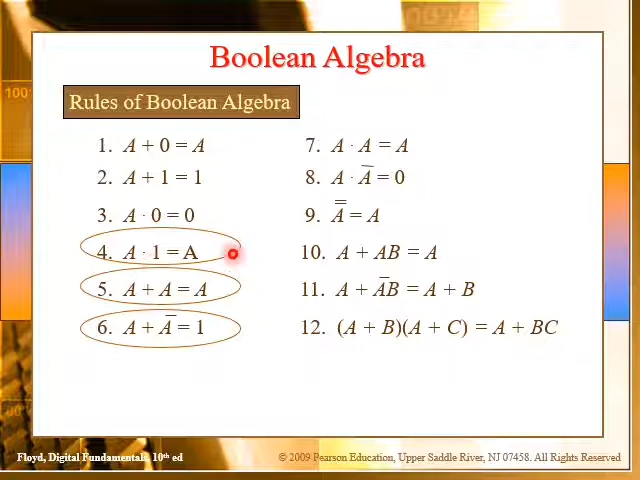 Boolean Algebra
Rules of Boolean Algebra
1. A + 0 = A
2. A + 1 = 1
3. A · 0 = 0
4. A · 1 = A
5. A + A = A
6. A + A̅ = 1
7. A · A = A
8. A · A̅ = 0
9. A̿ = A
10. A + AB = A
11. A + A̅B = A + B
12. (A + B)(A + C) = A + BC
Floyd, Digital Fundamentals, 10th ed
© 2009 Pearson Education, Upper Saddle River, NJ 07458. All Rights Reserved
100